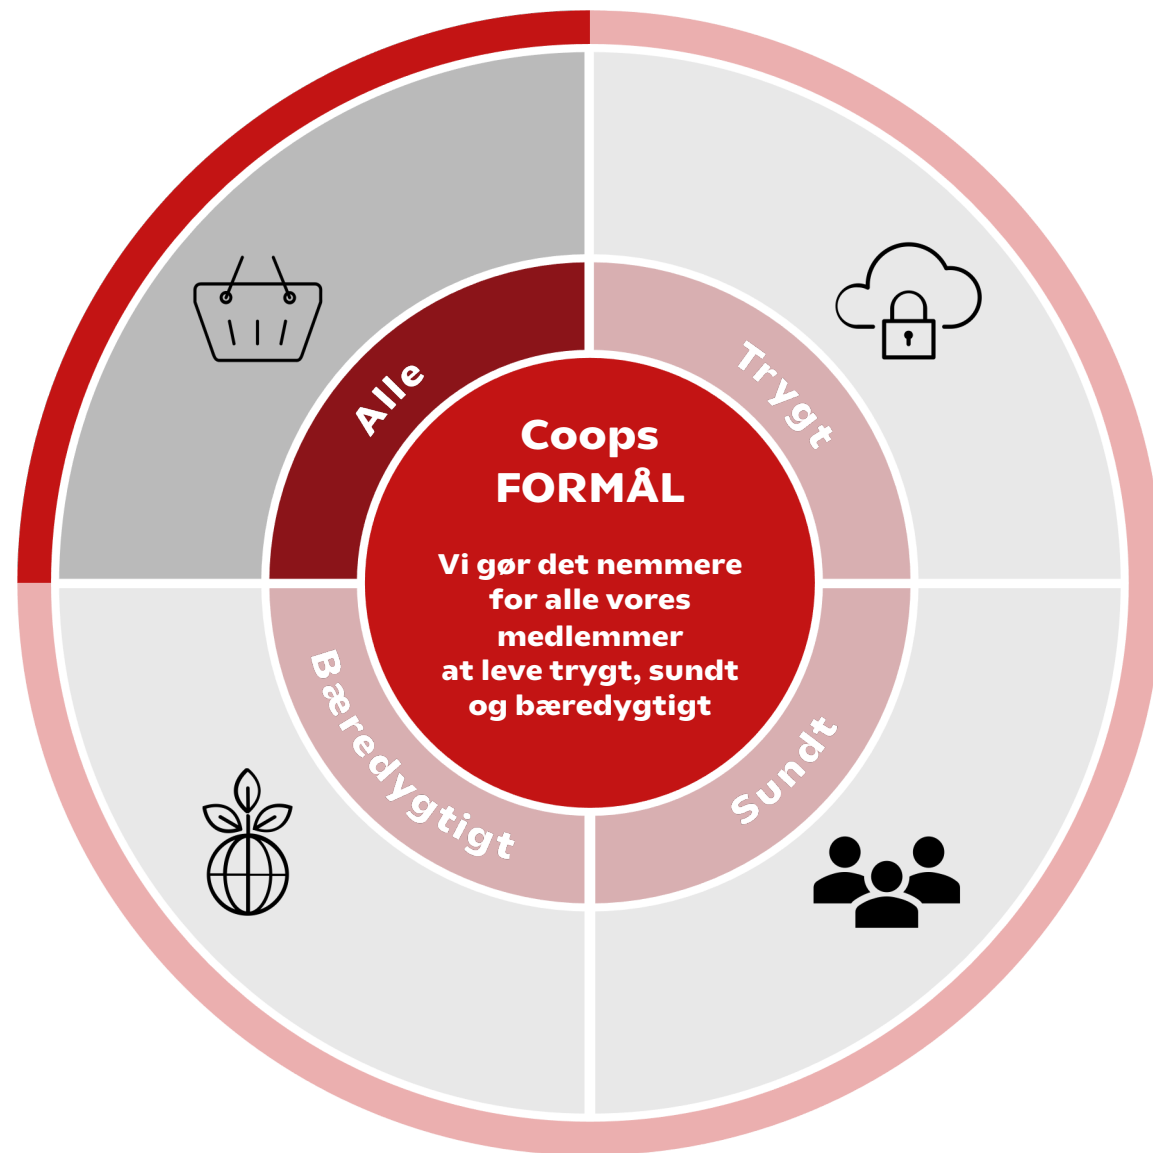 Alle
Trygt
Coops
FORMÅL
Vi gør det nemmere
for alle vores
medlemmer
at leve trygt, sundt
og bæredygtigt
Bæredygtigt
Sundt